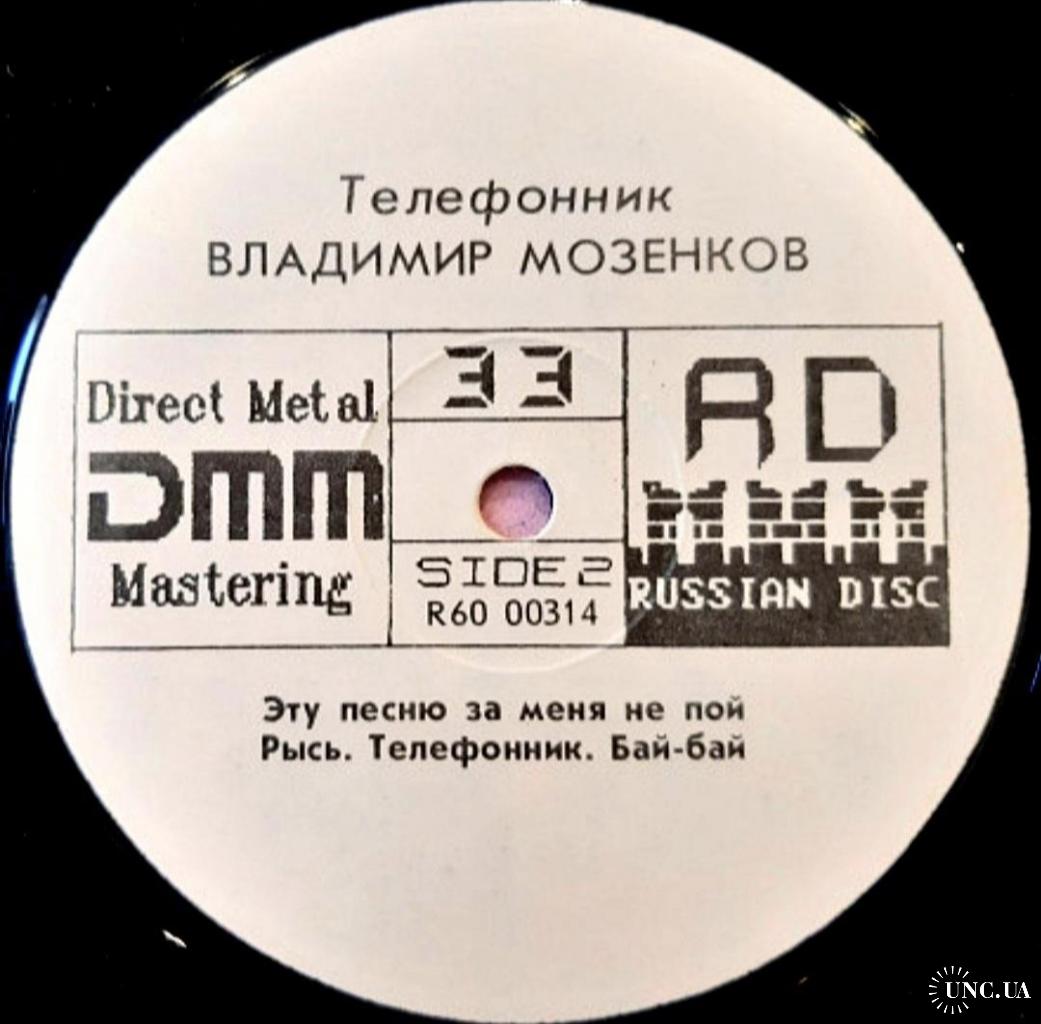 Телефонник
ВЛАДИМИР МОЗЕНКОВ
Direct Metal
DMM
Mastering
33
SIDE 2
R60 00314
RD
RUSSIAN DISC
Эту песню за меня не пой
Рысь. Телефонник. Бай-бай
UNC.UA